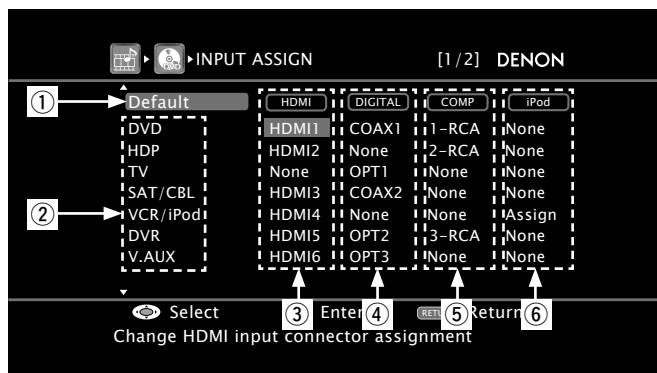 DVD INPUT ASSIGN [1/2] DENON
① Default HDMI DIGITAL COMP iPod
DVD HDMI1 COAX1 1-RCA None
HDP HDMI2 None 2-RCA None
TV None OPT1 None None
SAT/CBL HDMI3 COAX2 None None
② VCR/iPod HDMI4 None None Assign
DVR HDMI5 OPT2 3-RCA None
V.AUX HDMI6 OPT3 None None
Select ③ Enter ④ RETU ⑤ Return ⑥
Change HDMI input connector assignment